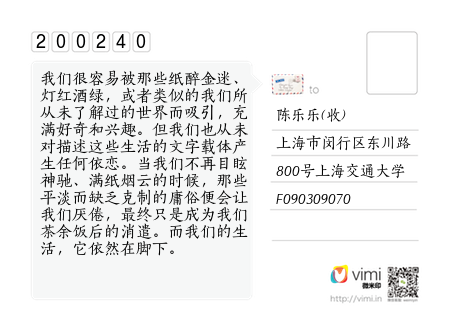 200240
我们很容易被那些纸醉金迷、
灯红酒绿,或者类似的我们所
从未了解过的世界而吸引,充
满好奇和兴趣。但我们也从未
对描述这些生活的文字载体产
生任何依恋。当我们不再目眩
神驰、满纸烟云的时候,那些
平淡而缺乏克制的庸俗便会让
我们厌倦,最终只是成为我们
茶余饭后的消遣。而我们的生
活,它依然在脚下。
to
陈乐乐(收)
上海市闵行区东川路
800号上海交通大学
F090309070
vimi
微米印
http://vimi.in